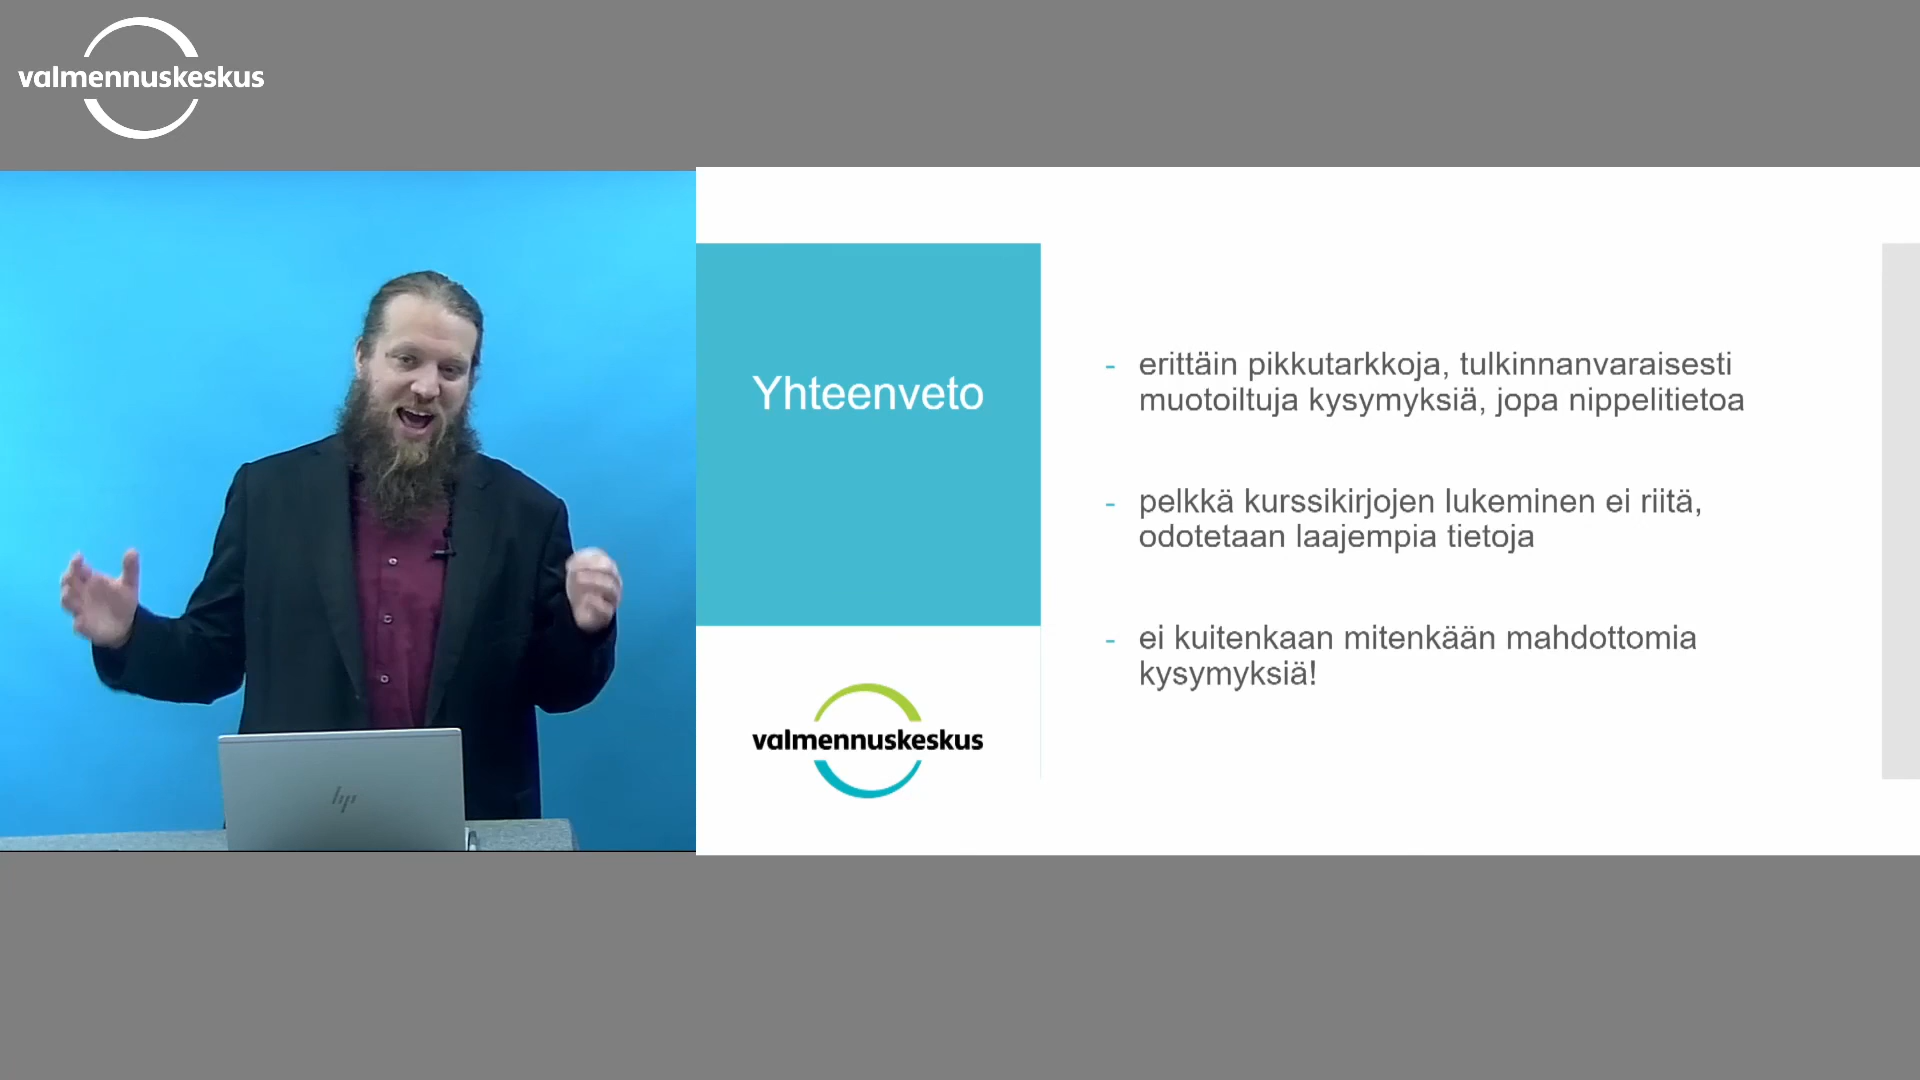 valmennuskeskus
Yhteenveto
- erittäin pikkutarkkoja, tulkinnanvaraisesti
muotoiltuja kysymyksiä, jopa nippelitietoa
- pelkkä kurssikirjojen lukeminen ei riitä,
odotetaan laajempia tietoja
- ei kuitenkaan mitenkään mahdottomia
kysymyksiä!
valmennuskeskus
hp